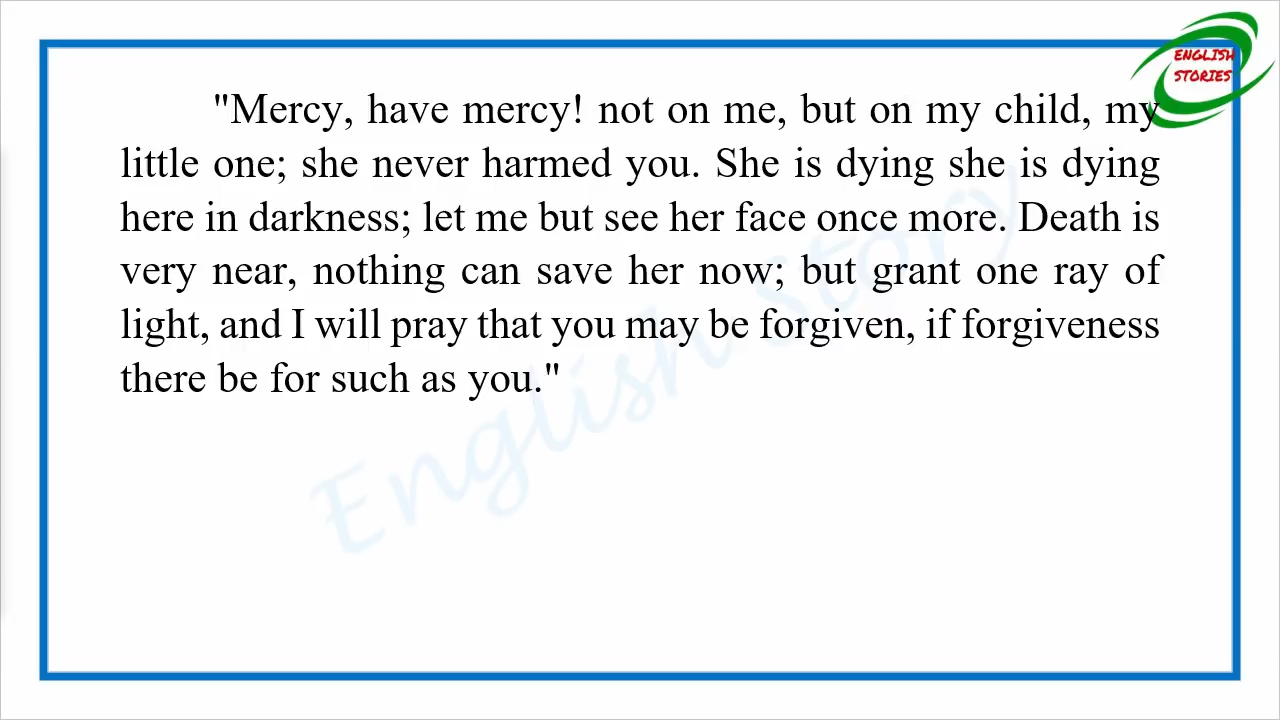 ENGLISH
STORIES
"Mercy, have mercy! not on me, but on my child, my
little one; she never harmed you. She is dying she is dying
here in darkness; let me but see her face once more. Death is
very near, nothing can save her now; but grant one ray of
light, and I will pray that you may be forgiven, if forgiveness
there be for such as you."
English Story